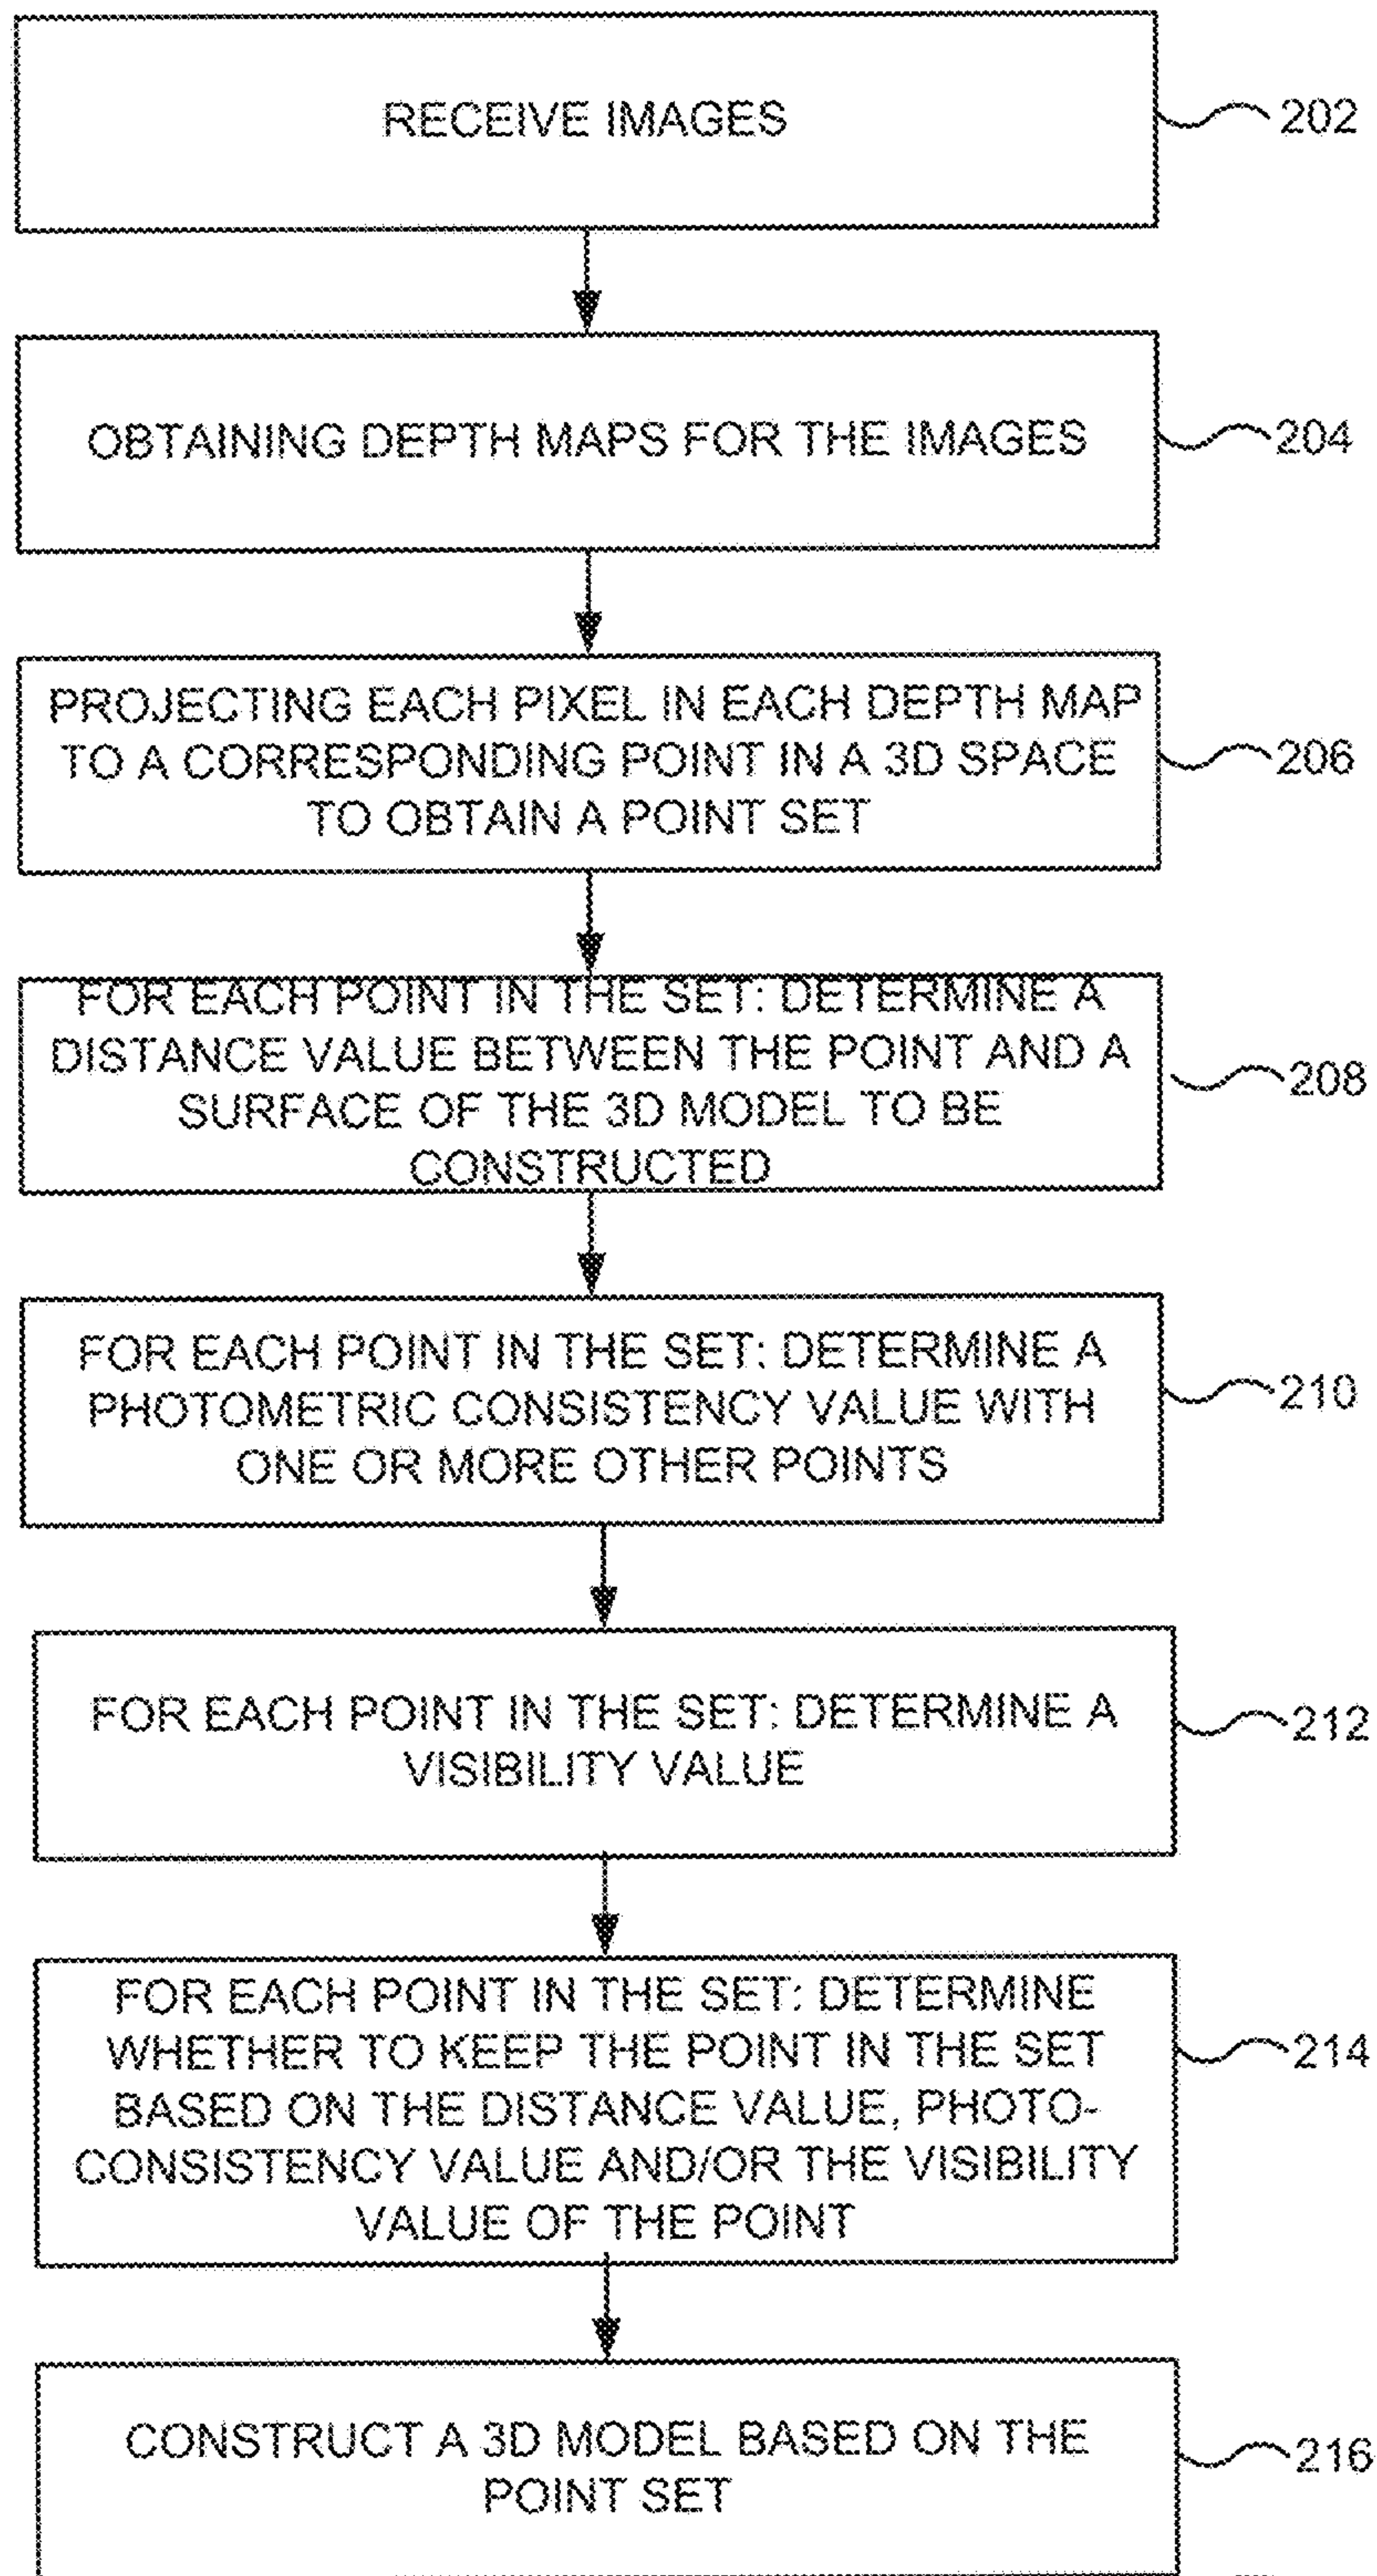 RECEIVE IMAGES
202
OBTAINING DEPTH MAPS FOR THE IMAGES
204
PROJECTING EACH PIXEL IN EACH DEPTH MAP
TO A CORRESPONDING POINT IN A 3D SPACE
TO OBTAIN A POINT SET
206
FOR EACH POINT IN THE SET: DETERMINE A
DISTANCE VALUE BETWEEN THE POINT AND A
SURFACE OF THE 3D MODEL TO BE
CONSTRUCTED
208
FOR EACH POINT IN THE SET: DETERMINE A
PHOTOMETRIC CONSISTENCY VALUE WITH
ONE OR MORE OTHER POINTS
210
FOR EACH POINT IN THE SET: DETERMINE A
VISIBILITY VALUE
212
FOR EACH POINT IN THE SET: DETERMINE
WHETHER TO KEEP THE POINT IN THE SET
BASED ON THE DISTANCE VALUE, PHOTO-
CONSISTENCY VALUE AND/OR THE VISIBILITY
VALUE OF THE POINT
214
CONSTRUCT A 3D MODEL BASED ON THE
POINT SET
216